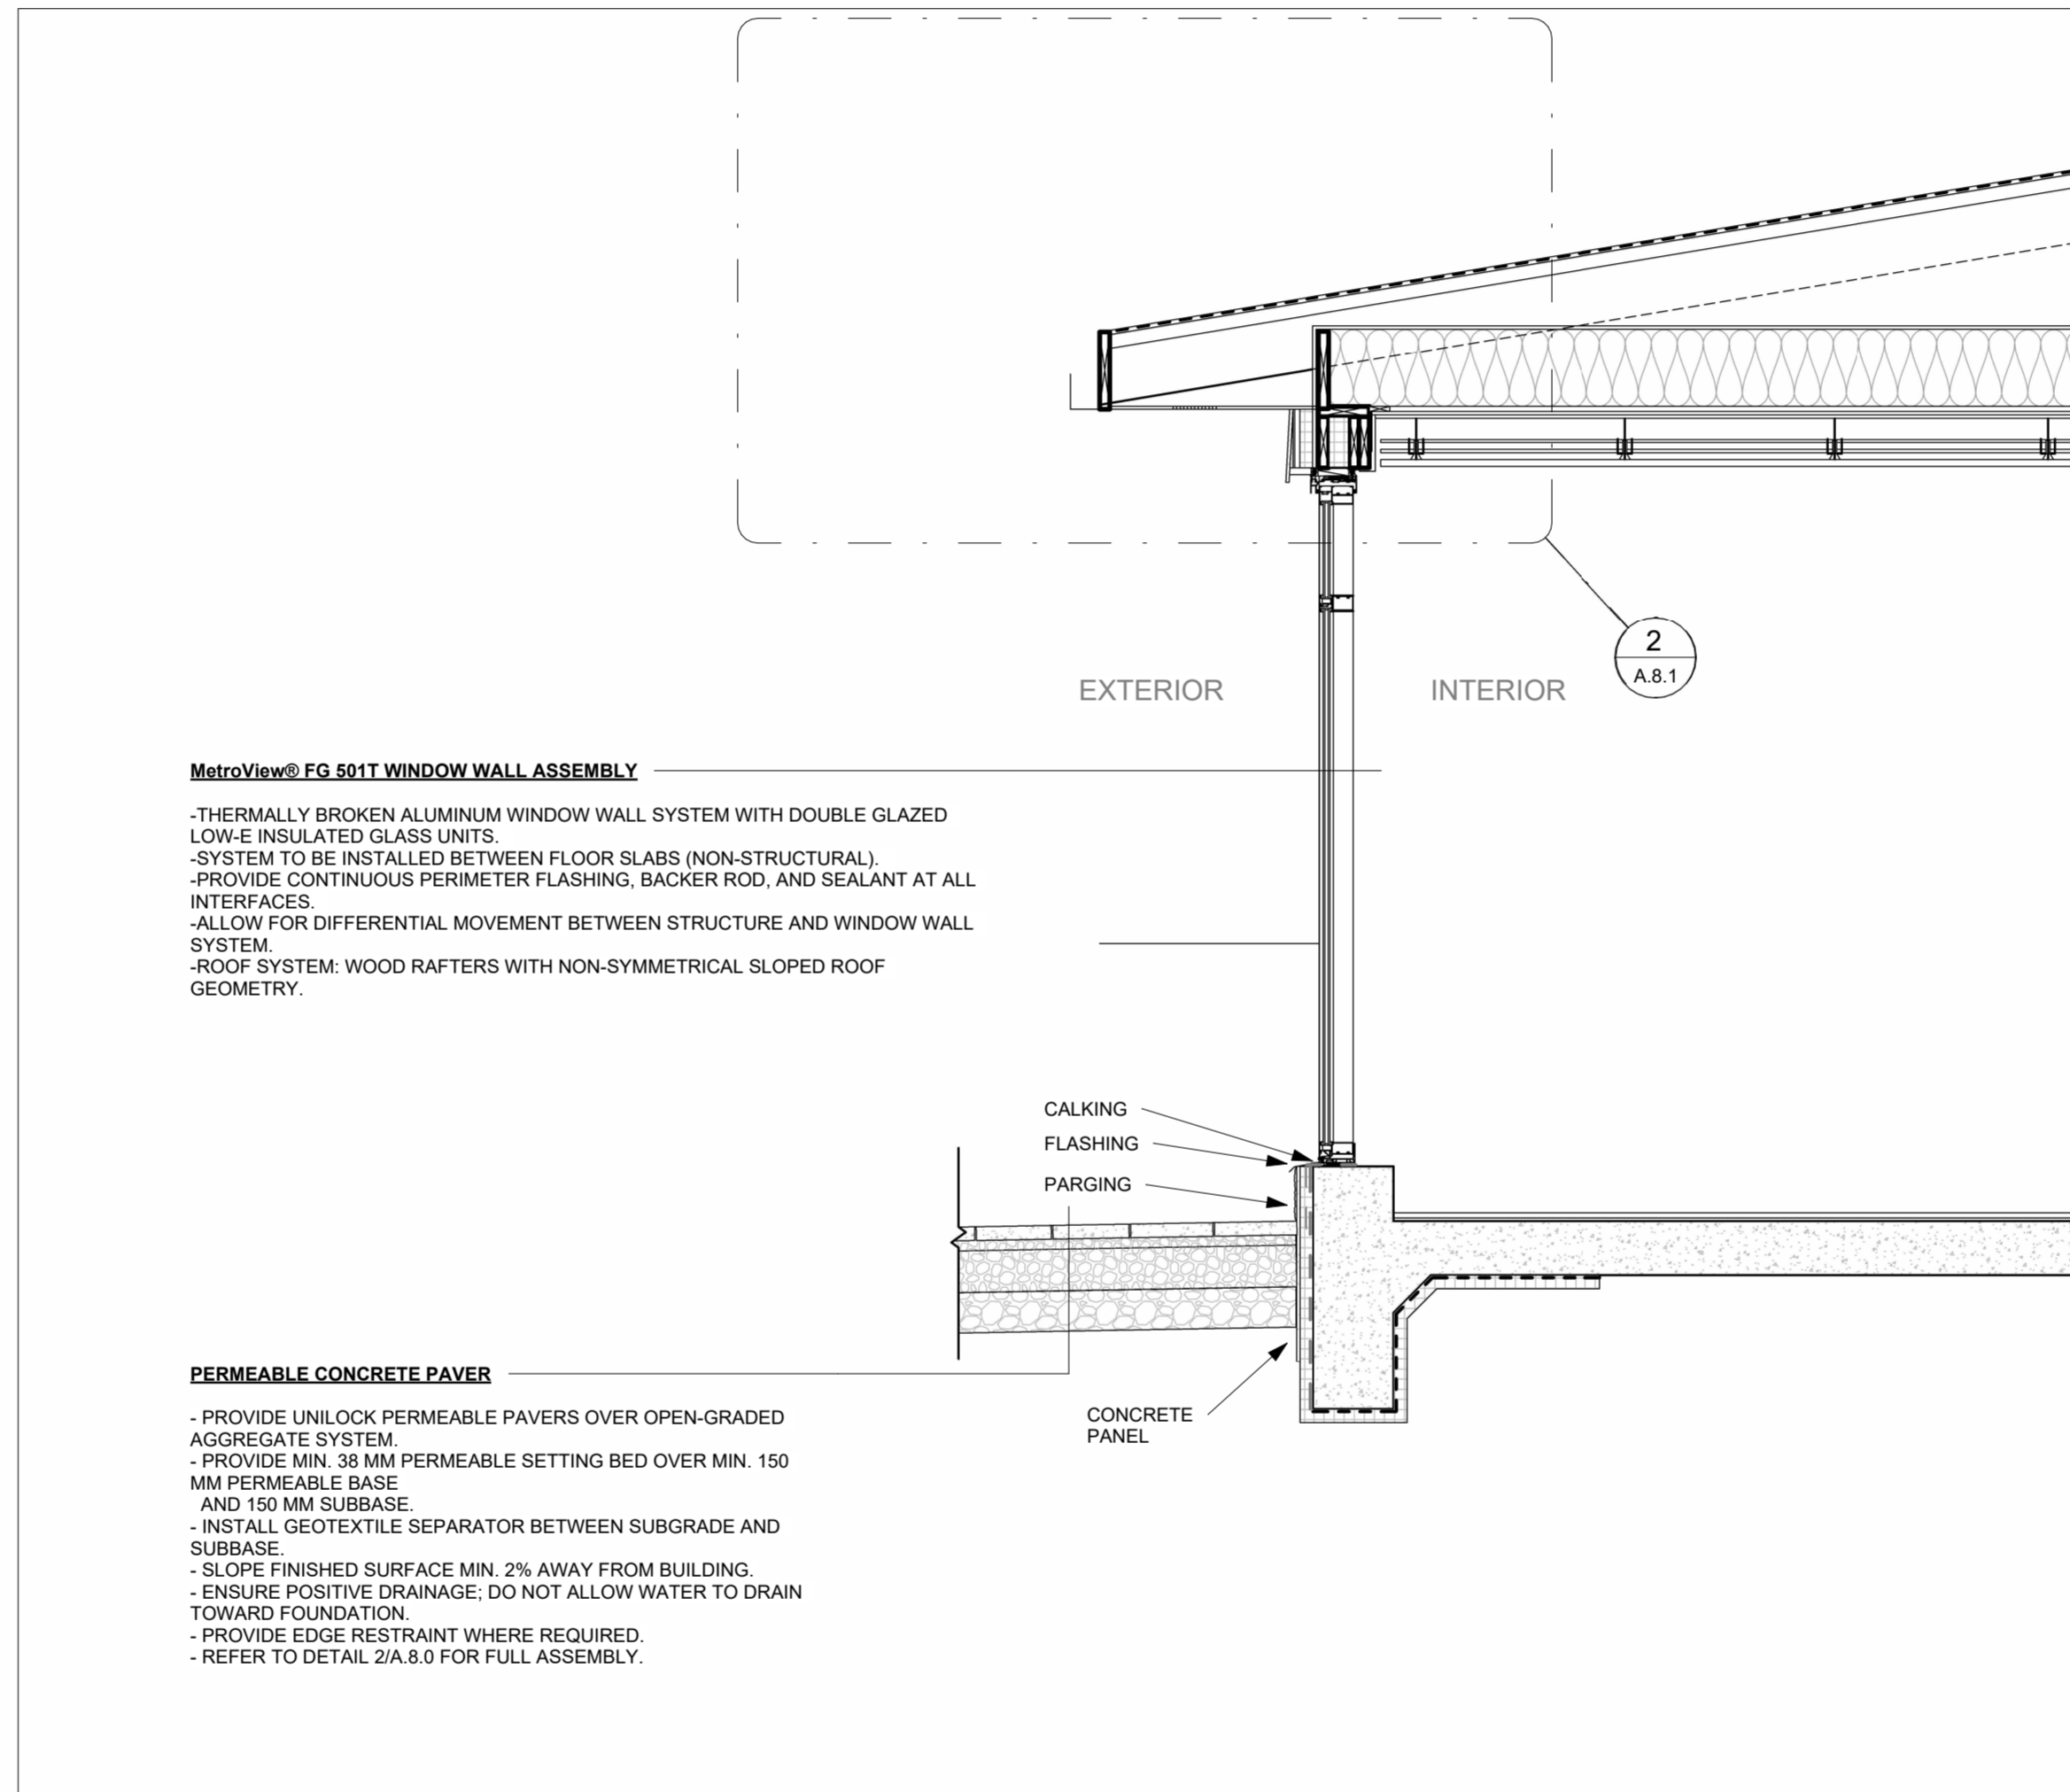 2
A.8.1
EXTERIOR
INTERIOR
MetroView® FG 501T WINDOW WALL ASSEMBLY
-THERMALLY BROKEN ALUMINUM WINDOW WALL SYSTEM WITH DOUBLE GLAZED
LOW-E INSULATED GLASS UNITS.
-SYSTEM TO BE INSTALLED BETWEEN FLOOR SLABS (NON-STRUCTURAL).
-PROVIDE CONTINUOUS PERIMETER FLASHING, BACKER ROD, AND SEALANT AT ALL
INTERFACES.
-ALLOW FOR DIFFERENTIAL MOVEMENT BETWEEN STRUCTURE AND WINDOW WALL
SYSTEM.
-ROOF SYSTEM: WOOD RAFTERS WITH NON-SYMMETRICAL SLOPED ROOF
GEOMETRY.
CALKING
FLASHING
PARGING
PERMEABLE CONCRETE PAVER
- PROVIDE UNILOCK PERMEABLE PAVERS OVER OPEN-GRADED
AGGREGATE SYSTEM.
- PROVIDE MIN. 38 MM PERMEABLE SETTING BED OVER MIN. 150
MM PERMEABLE BASE
AND 150 MM SUBBASE.
- INSTALL GEOTEXTILE SEPARATOR BETWEEN SUBGRADE AND
SUBBASE.
- SLOPE FINISHED SURFACE MIN. 2% AWAY FROM BUILDING.
- ENSURE POSITIVE DRAINAGE; DO NOT ALLOW WATER TO DRAIN
TOWARD FOUNDATION.
- PROVIDE EDGE RESTRAINT WHERE REQUIRED.
- REFER TO DETAIL 2/A.8.0 FOR FULL ASSEMBLY.
CONCRETE
PANEL